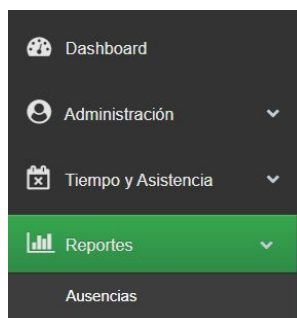 Dashboard
Administración
Tiempo y Asistencia
Reportes
Ausencias